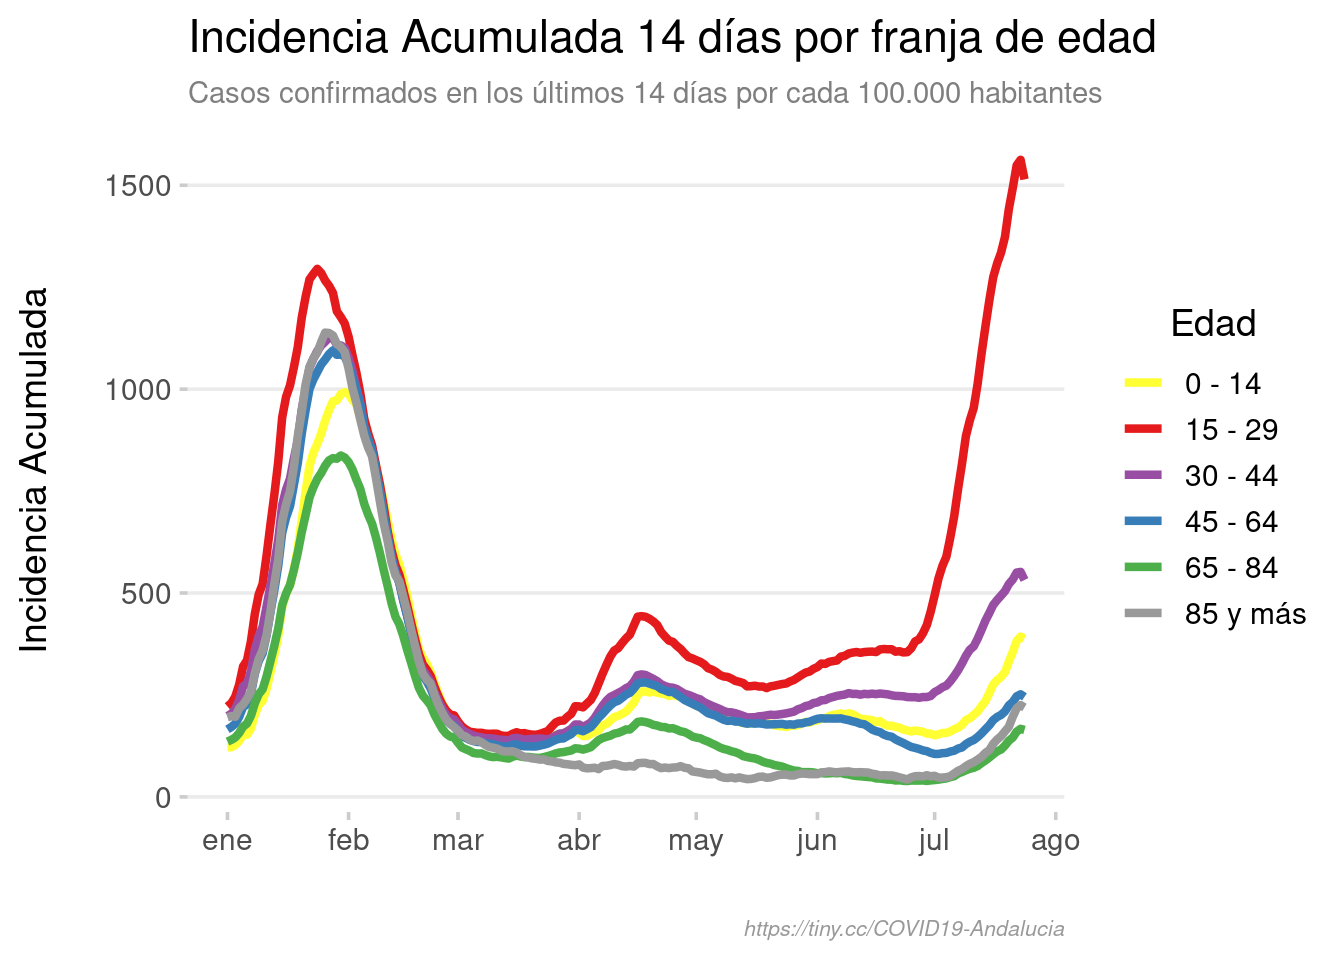 Incidencia Acumulada 14 días por franja de edad
Casos confirmados en los últimos 14 días por cada 100.000 habitantes
Incidencia Acumulada
1500
1000
500
0
ene feb mar abr may jun jul ago
Edad
0 - 14
15 - 29
30 - 44
45 - 64
65 - 84
85 y más
https://tiny.cc/COVID19-Andalucia